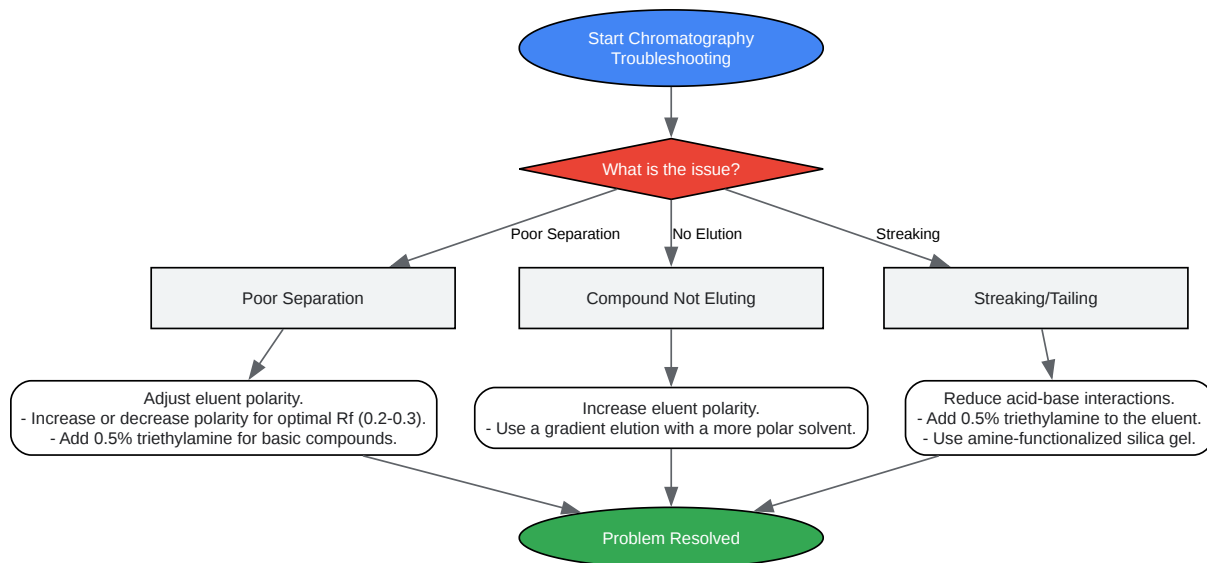 Start Chromatography
Troubleshooting
What is the issue?
Poor Separation
No Elution
Streaking
Poor Separation
Compound Not Eluting
Streaking/Tailing
Adjust eluent polarity.
- Increase or decrease polarity for optimal Rf (0.2-0.3).
- Add 0.5% triethylamine for basic compounds.
Increase eluent polarity.
- Use a gradient elution with a more polar solvent.
Reduce acid-base interactions.
- Add 0.5% triethylamine to the eluent.
- Use amine-functionalized silica gel.
Problem Resolved